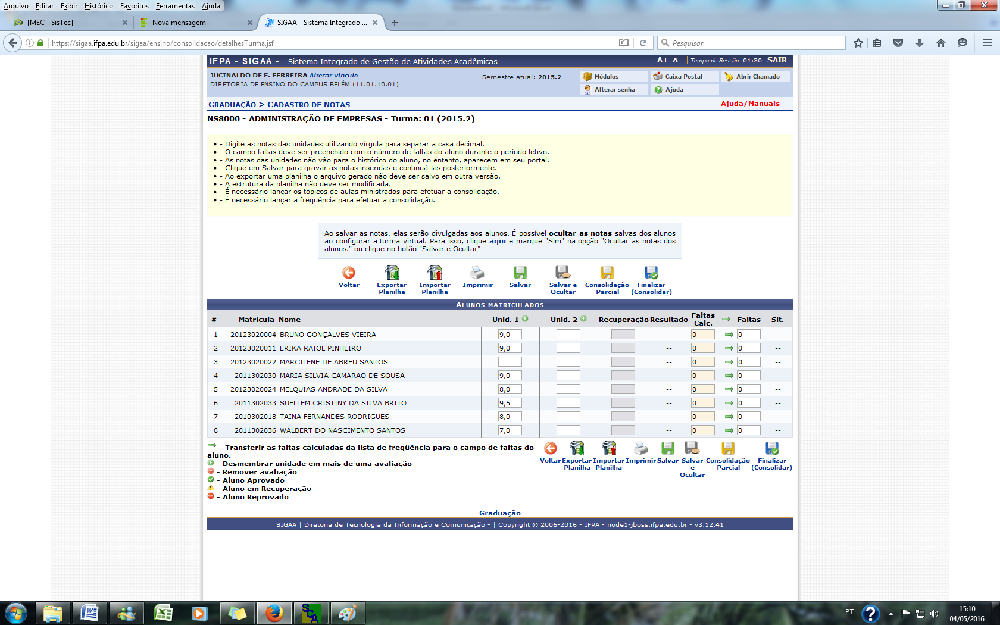 Arquivo Editar Exibir Histórico Favoritos Ferramentas Ajuda
[MEC - SisTec] Nova mensagem SIGAA - Sistema Integrado ...
https://sigaa.ifpa.edu.br/sigaa/ensino/consolidacao/detalhesTurma.jsf Pesquisar
IFPA - SIGAA - Sistema Integrado de Gestão de Atividades Acadêmicas A+ A- Tempo de Sessão: 01:30 SAIR
JUCINALDO DE F. FERREIRA Alterar vínculo Semestre atual: 2015.2 Módulos Caixa Postal Abrir Chamado
DIRETORIA DE ENSINO DO CAMPUS BELÉM (11.01.10.01) Alterar senha Ajuda
GRADUAÇÃO > CADASTRO DE NOTAS Ajuda/Manuais
NS8000 - ADMINISTRAÇÃO DE EMPRESAS - Turma: 01 (2015.2)
• - Digite as notas das unidades utilizando vírgula para separar a casa decimal.
• - O campo faltas deve ser preenchido com o número de faltas do aluno durante o período letivo.
• - As notas das unidades não vão para o histórico do aluno, no entanto, aparecem em seu portal.
• - Clique em Salvar para gravar as notas inseridas e continuá-las posteriormente.
• - Ao exportar uma planilha o arquivo gerado não deve ser salvo em outra versão.
• - A estrutura da planilha não deve ser modificada.
• - É necessário lançar os tópicos de aulas ministrados para efetuar a consolidação.
• - É necessário lançar a frequência para efetuar a consolidação.
Ao salvar as notas, elas serão divulgadas aos alunos. É possível ocultar as notas salvas dos alunos
ao configurar a turma virtual. Para isso, clique aqui e marque "Sim" na opção "Ocultar as notas dos
alunos." ou clique no botão "Salvar e Ocultar"
Voltar Exportar Planilha Importar Planilha Imprimir Salvar Salvar e Ocultar Consolidação Parcial Finalizar (Consolidar)
ALUNOS MATRICULADOS
# Matrícula Nome Unid. 1 Unid. 2 Recuperação Resultado Faltas Calc. Faltas Sit.
1 20123020004 BRUNO GONÇALVES VIEIRA 9,0 -- 0 0 --
2 20123020011 ERIKA RAIOL PINHEIRO 9,0 -- 0 0 --
3 20123020022 MARCILENE DE ABREU SANTOS -- 0 0 --
4 2011302030 MARIA SILVIA CAMARAO DE SOUSA 9,0 -- 0 0 --
5 20123020024 MELQUIAS ANDRADE DA SILVA 8,0 -- 0 0 --
6 2011302033 SUELLEM CRISTINY DA SILVA BRITO 9,5 -- 0 0 --
7 2010302018 TAINA FERNANDES RODRIGUES 8,0 -- 0 0 --
8 2011302036 WALBERT DO NASCIMENTO SANTOS 7,0 -- 0 0 --
- Transferir as faltas calculadas da lista de freqüência para o campo de faltas do
aluno.
- Desmembrar unidade em mais de uma avaliação
- Remover avaliação
- Aluno Aprovado
- Aluno em Recuperação
- Aluno Reprovado
Voltar Exportar Planilha Importar Planilha Imprimir Salvar Salvar e Ocultar Consolidação Parcial Finalizar (Consolidar)
Graduação
SIGAA | Diretoria de Tecnologia da Informação e Comunicação - | Copyright © 2006-2016 - IFPA - node1-jboss.ifpa.edu.br - v3.12.41
SCA
PT 15:10
04/05/2016